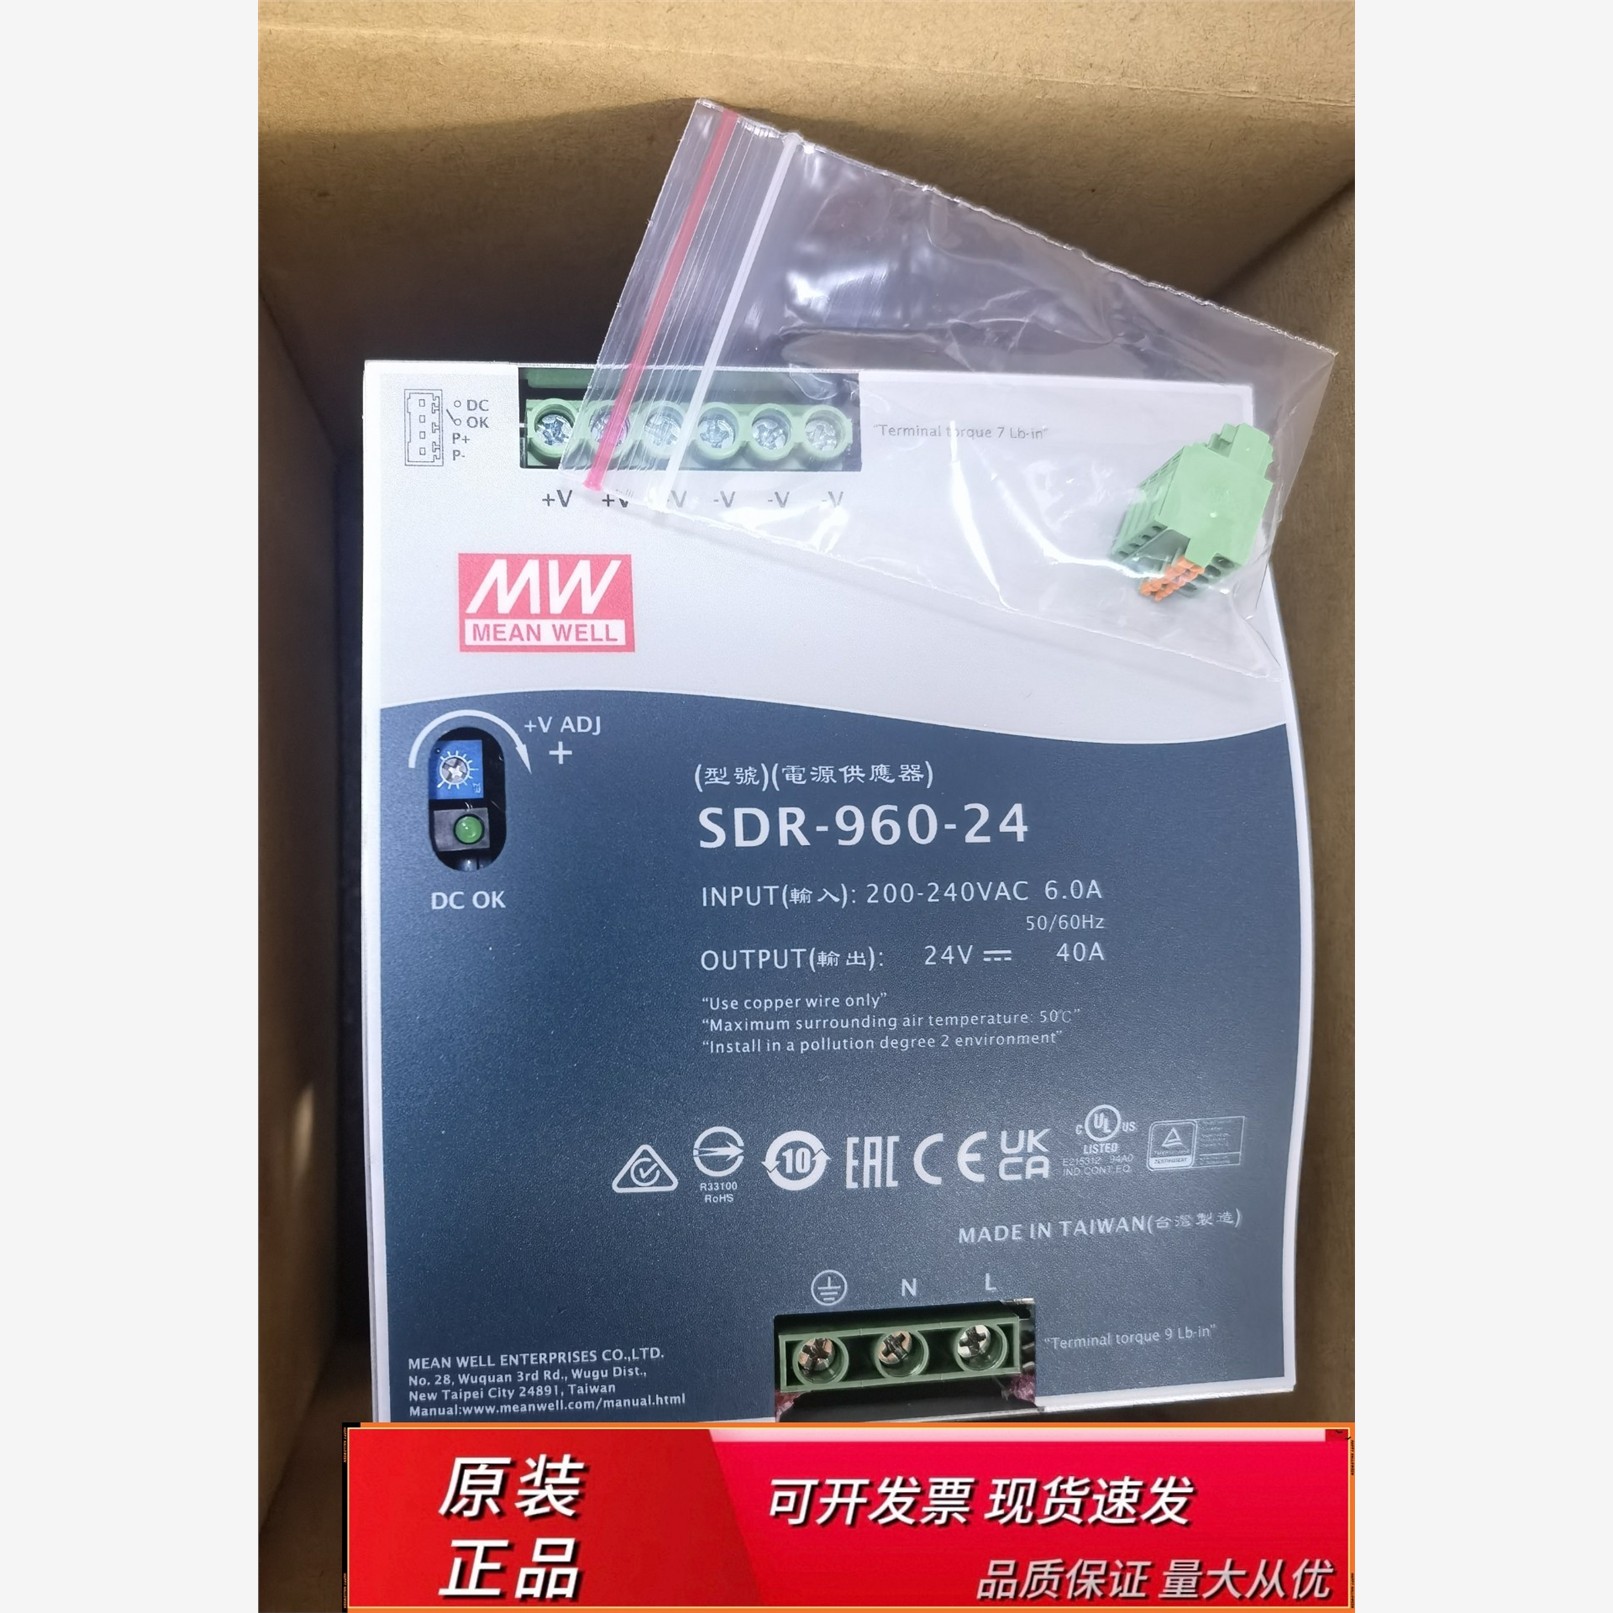 DC
OK
P+
P-
"Terminal torque 7 Lb-in"
+V +V -V -V -V
MW
MEAN WELL
+V ADJ
+
DC OK
(型號)(電源供應器)
SDR-960-24
INPUT(輸入): 200-240VAC 6.0A
50/60Hz
OUTPUT(輸出): 24V 40A
"Use copper wire only"
"Maximum surrounding air temperature: 50℃"
"Install in a pollution degree 2 environment"
R33100
RoHS
10
EAC
CE
UK
CA
C UL US
LISTED
E215312 94A0
IND.CONT.EQ.
MADE IN TAIWAN(台灣製造)
N L
"Terminal torque 9 Lb-in"
MEAN WELL ENTERPRISES CO.,LTD.
No. 28, Wuquan 3rd Rd., Wugu Dist.,
New Taipei City 24891, Taiwan
Manual:www.meanwell.com/manual.html
原装
正品
可开发票 现货速发
品质保证 量大从优